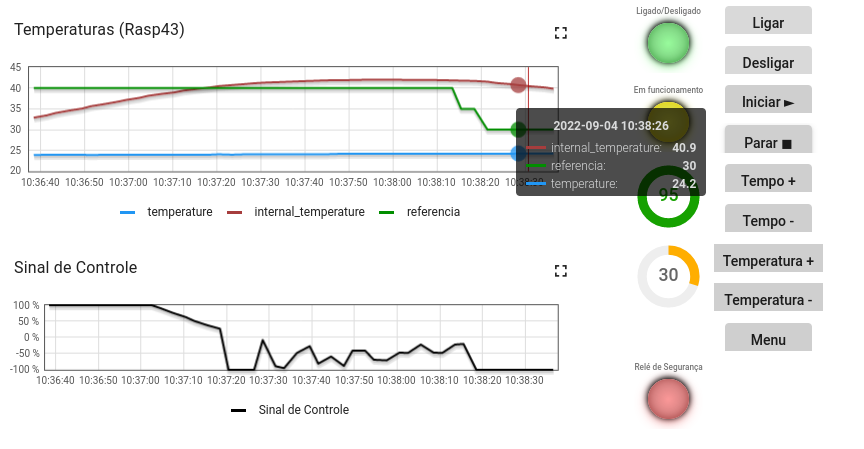 Temperaturas (Rasp43)
45
40
35
30
25
20
10:36:40 10:36:50 10:37:00 10:37:10 10:37:20 10:37:30 10:37:40 10:37:50 10:38:00 10:38:10 10:38:20 10:38:30
2022-09-04 10:38:26
internal_temperature: 40.9
referencia: 30
temperature: 24.2
temperature internal_temperature referencia
Sinal de Controle
100 %
50 %
0 %
-50 %
-100 %
10:36:40 10:36:50 10:37:00 10:37:10 10:37:20 10:37:30 10:37:40 10:37:50 10:38:00 10:38:10 10:38:20 10:38:30
Sinal de Controle
Ligado/Desligado
Em funcionamento
95
30
Relé de Segurança
Ligar
Desligar
Iniciar ►
Parar ■
Tempo +
Tempo -
Temperatura +
Temperatura -
Menu